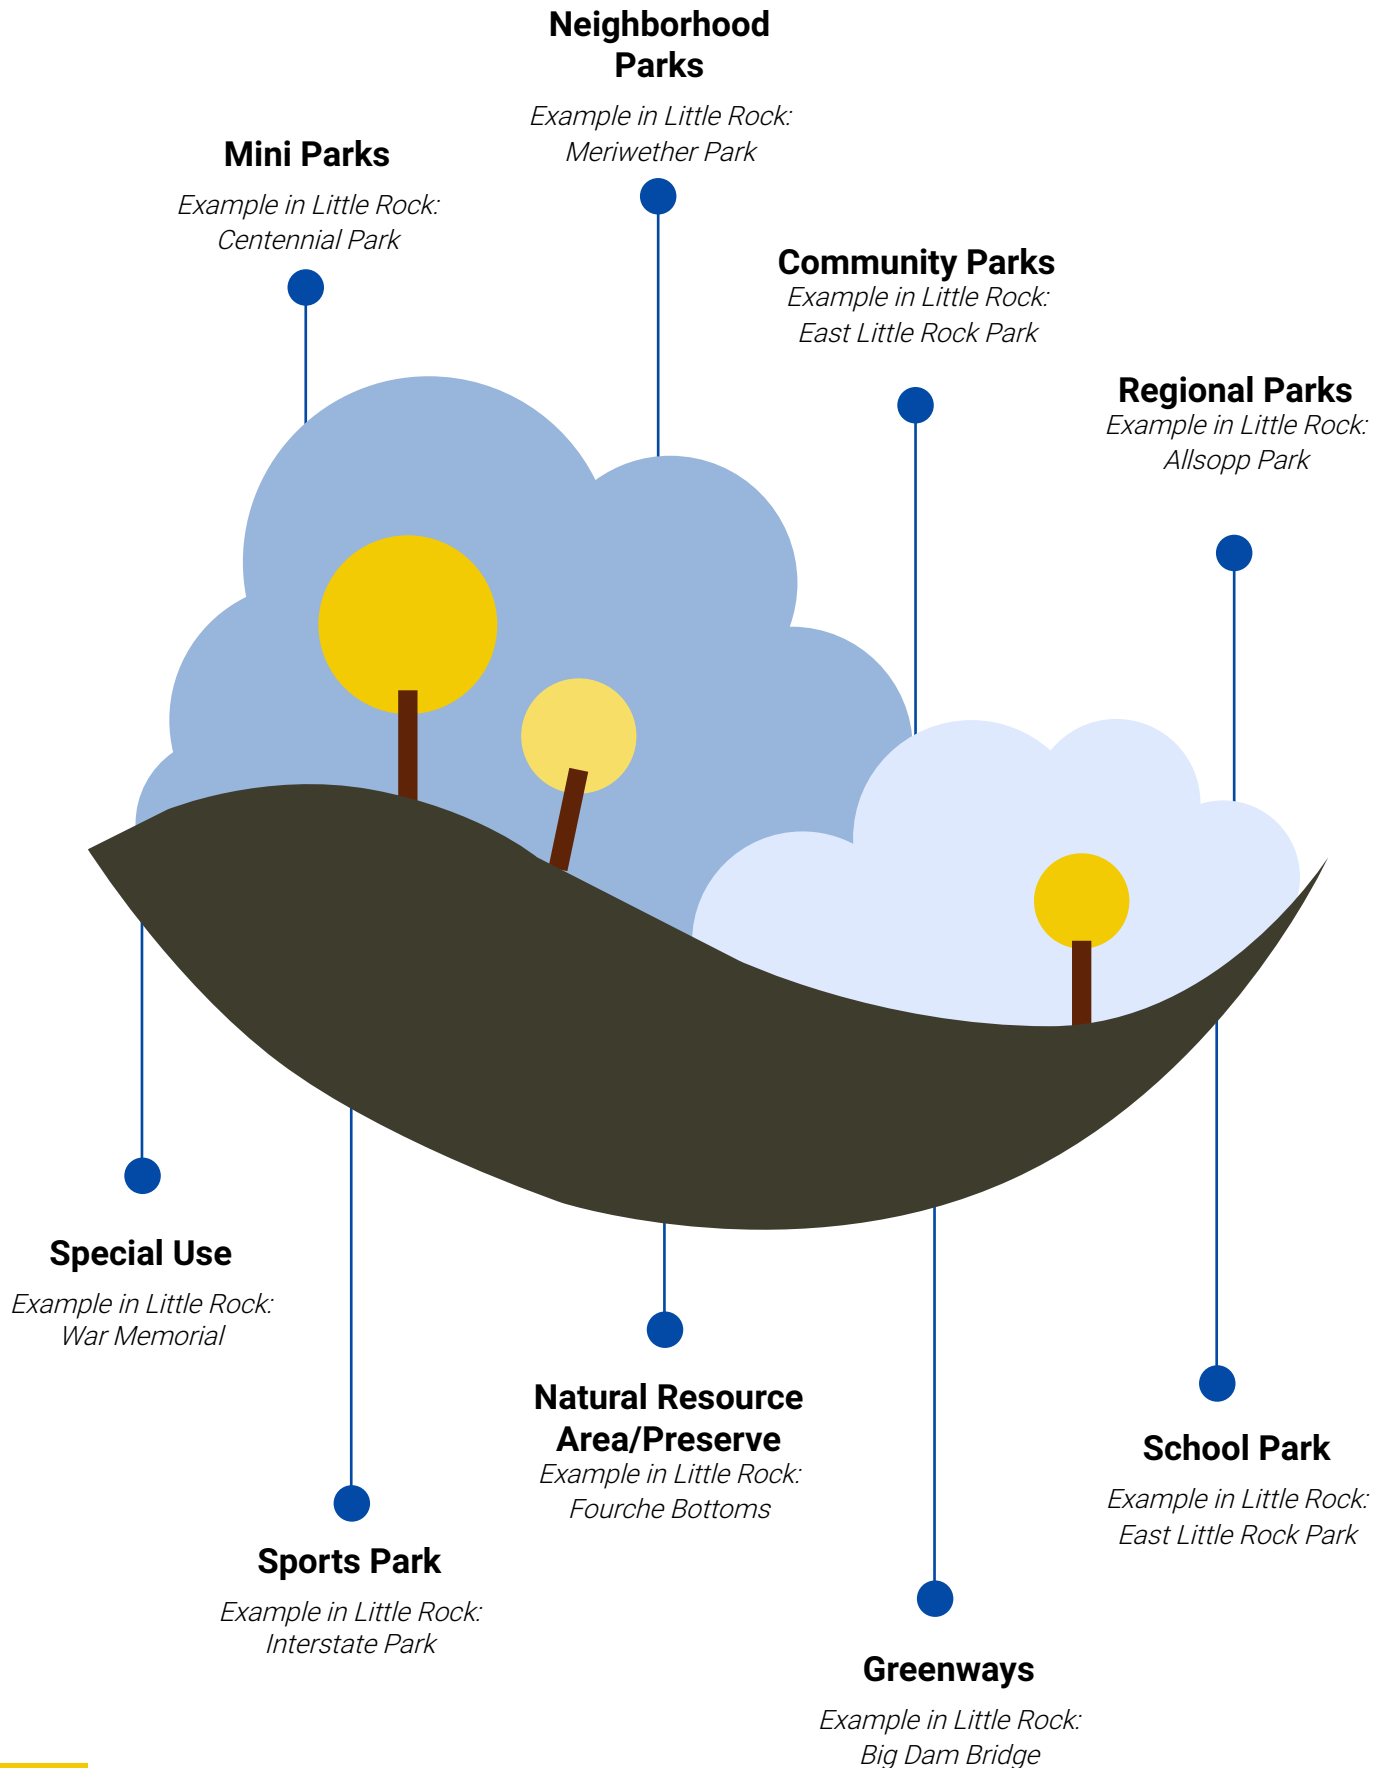 Neighborhood
Parks
Example in Little Rock:
Meriwether Park
Mini Parks
Example in Little Rock:
Centennial Park
Community Parks
Example in Little Rock:
East Little Rock Park
Regional Parks
Example in Little Rock:
Allsopp Park
Special Use
Example in Little Rock:
War Memorial
Natural Resource
Area/Preserve
Example in Little Rock:
Fourche Bottoms
School Park
Example in Little Rock:
East Little Rock Park
Sports Park
Example in Little Rock:
Interstate Park
Greenways
Example in Little Rock:
Big Dam Bridge